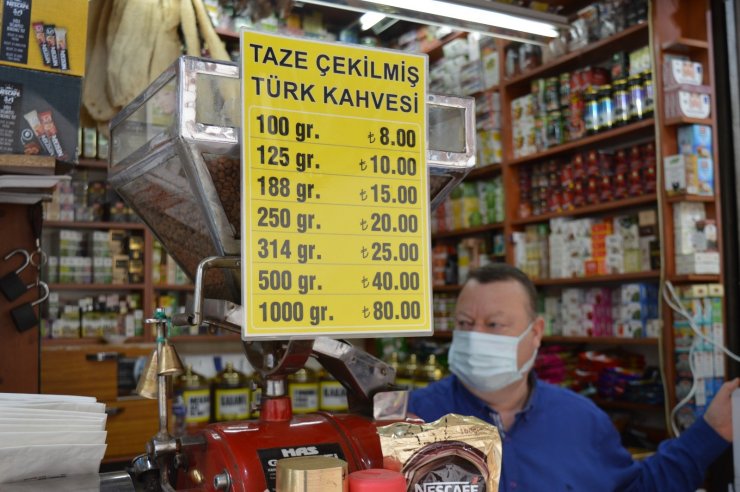 TAZE ÇEKİLMİŞ
TÜRK KAHVESİ
100 gr. ₺ 8.00
125 gr. ₺ 10.00
188 gr. ₺ 15.00
250 gr. ₺ 20.00
314 gr. ₺ 25.00
500 gr. ₺ 40.00
1000 gr. ₺ 80.00
HAS
NESCAFÉ